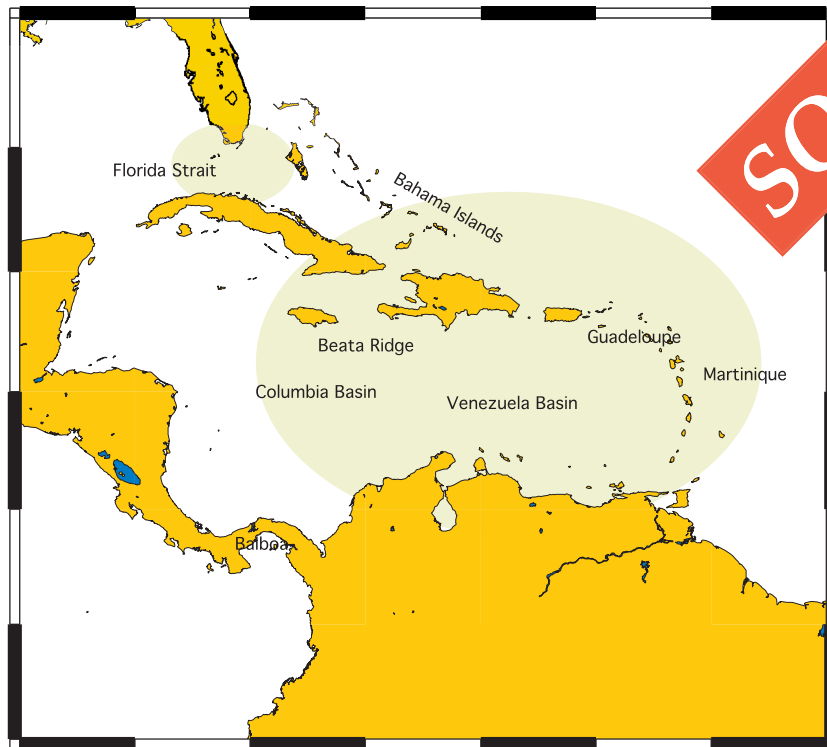 SO
Florida Strait
Bahama Islands
Guadeloupe
Beata Ridge
Martinique
Columbia Basin
Venezuela Basin
Balboa